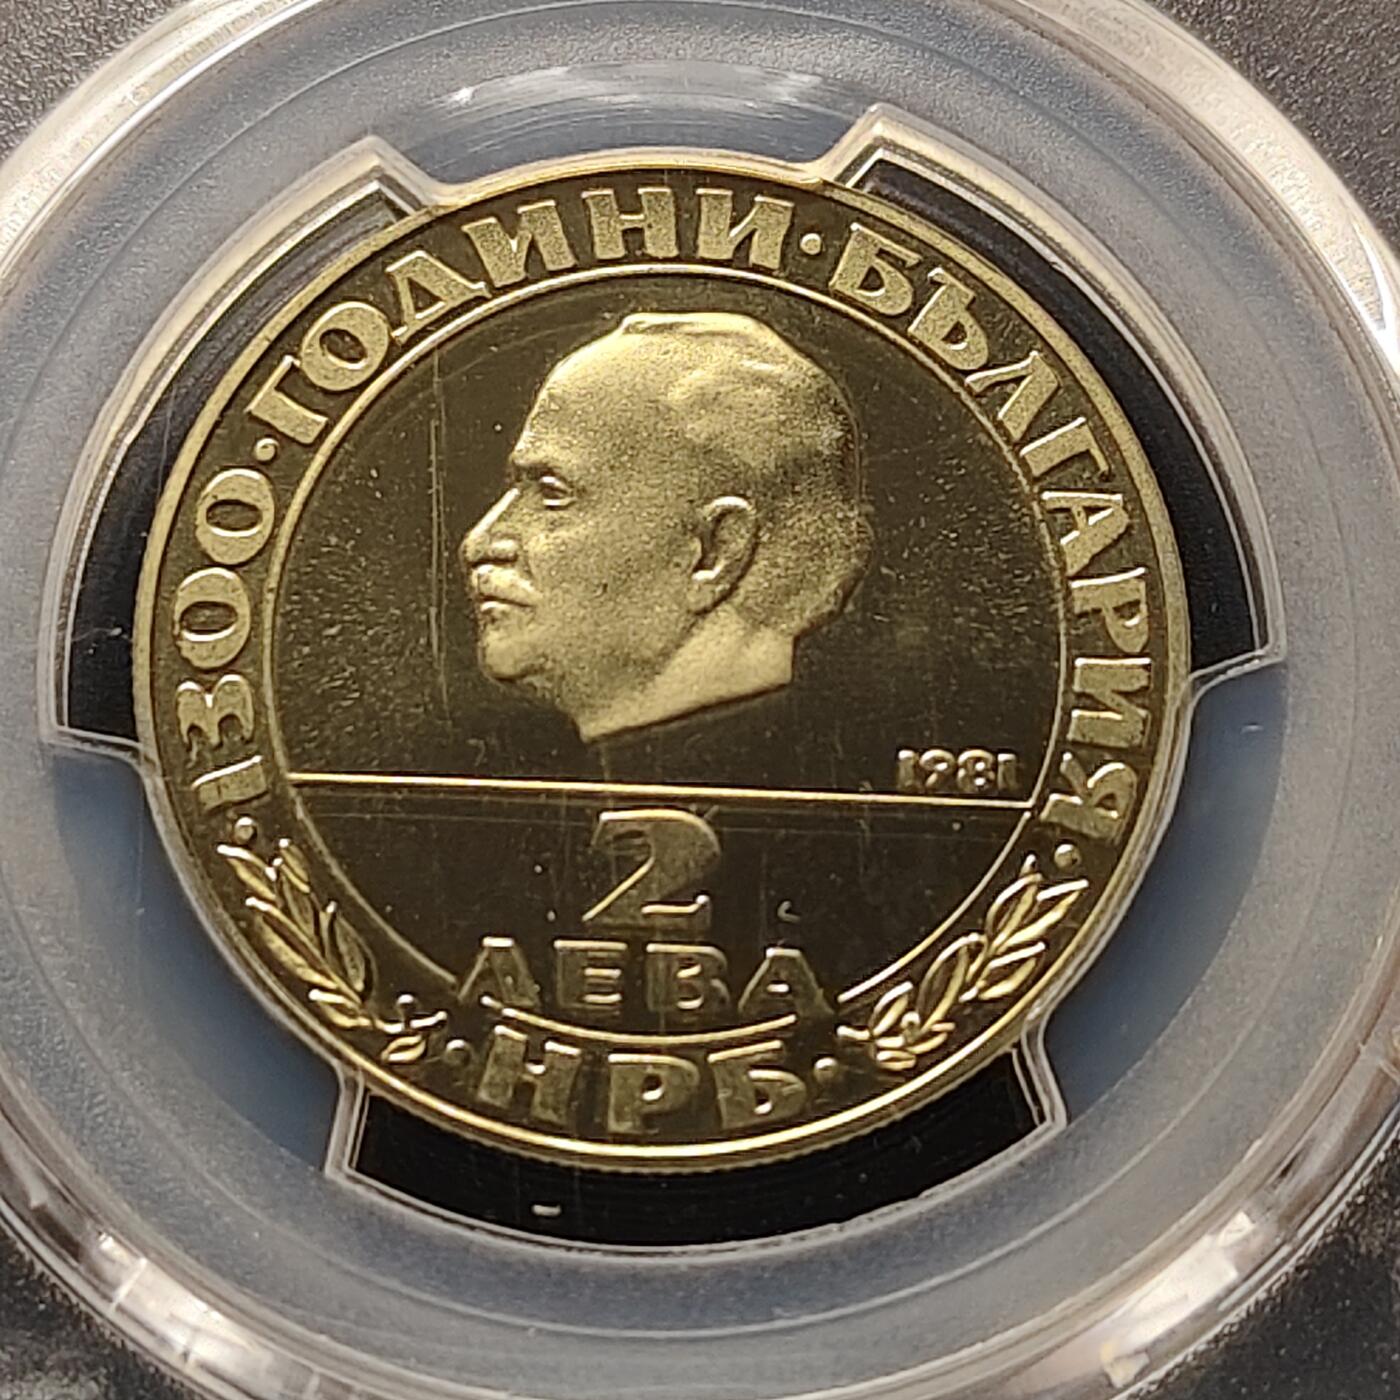 · 1300 · ГОДИНИ · БЪЛГАРИЯ ·
1981
2
ЛЕВА
· НРБ ·